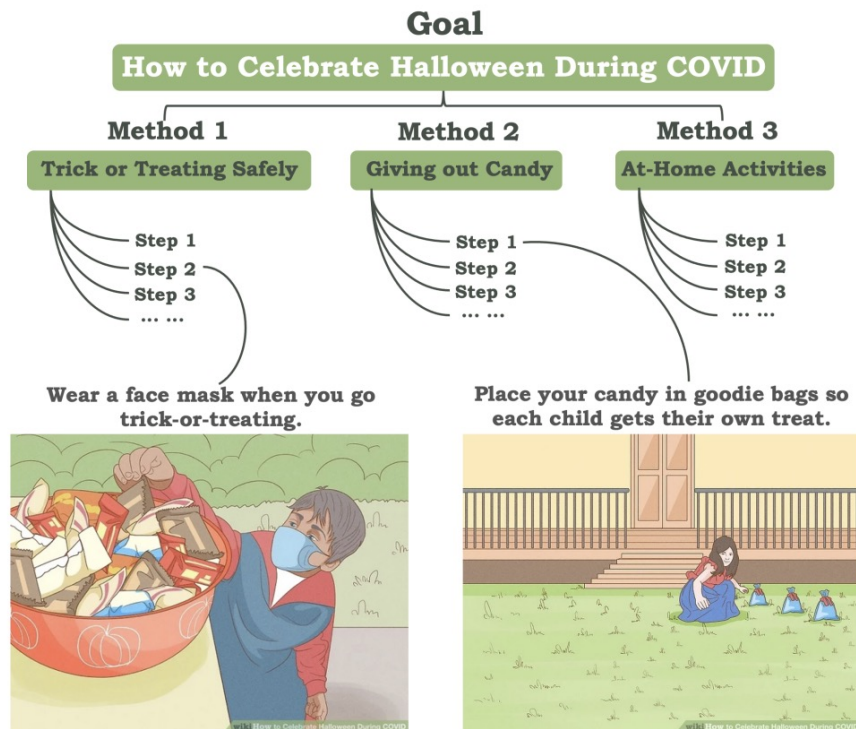 Goal
How to Celebrate Halloween During COVID
Method 1
Trick or Treating Safely
Step 1
Step 2
Step 3
... ...
Method 2
Giving out Candy
Step 1
Step 2
Step 3
... ...
Method 3
At-Home Activities
Step 1
Step 2
Step 3
... ...
Wear a face mask when you go
trick-or-treating.
wikiHow to Celebrate Halloween During COVID
Place your candy in goodie bags so
each child gets their own treat.
wikiHow to Celebrate Halloween During COVID